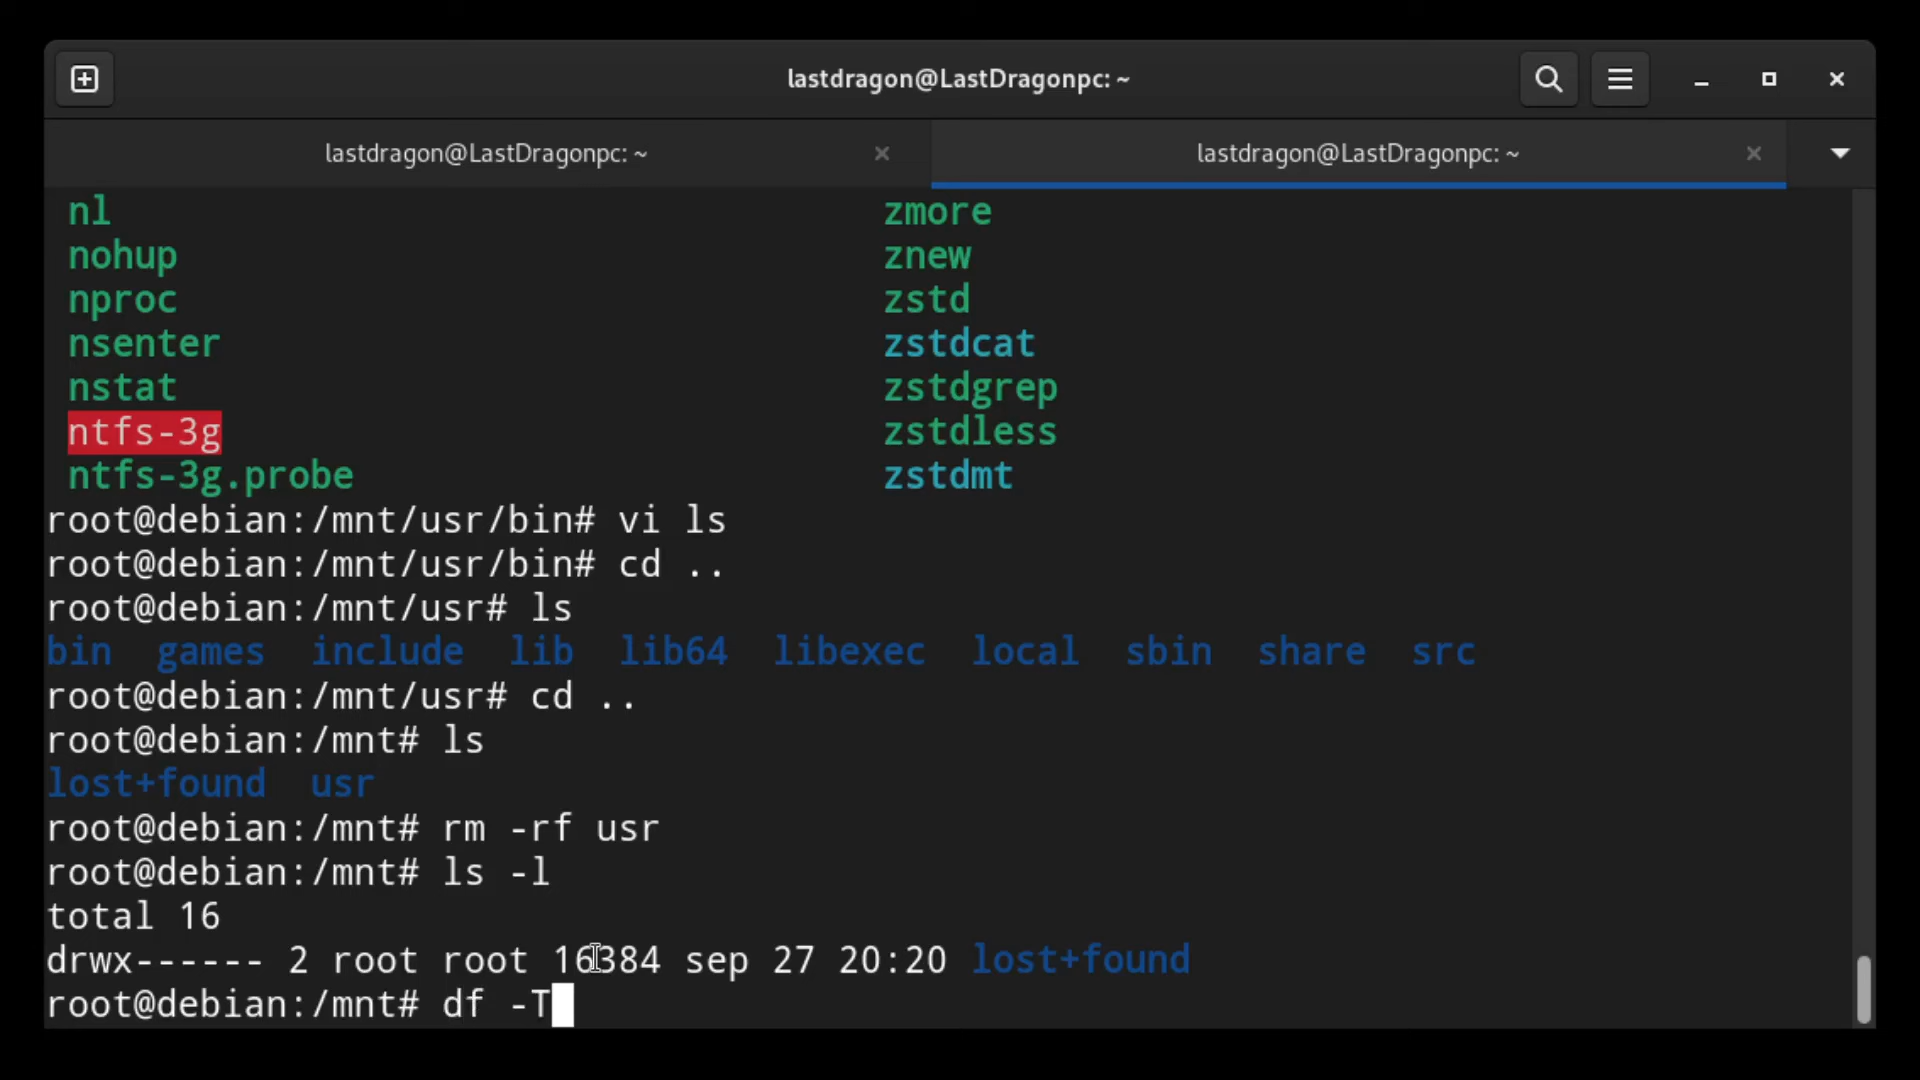 lastdragon@LastDragonpc: ~
lastdragon@LastDragonpc: ~ lastdragon@LastDragonpc: ~
nl zmore
nohup znew
nproc zstd
nsenter zstdcat
nstat zstdgrep
ntfs-3g zstdless
ntfs-3g.probe zstdmt
root@debian:/mnt/usr/bin# vi ls
root@debian:/mnt/usr/bin# cd ..
root@debian:/mnt/usr# ls
bin games include lib lib64 libexec local sbin share src
root@debian:/mnt/usr# cd ..
root@debian:/mnt# ls
lost+found usr
root@debian:/mnt# rm -rf usr
root@debian:/mnt# ls -l
total 16
drwx------ 2 root root 16384 sep 27 20:20 lost+found
root@debian:/mnt# df -T